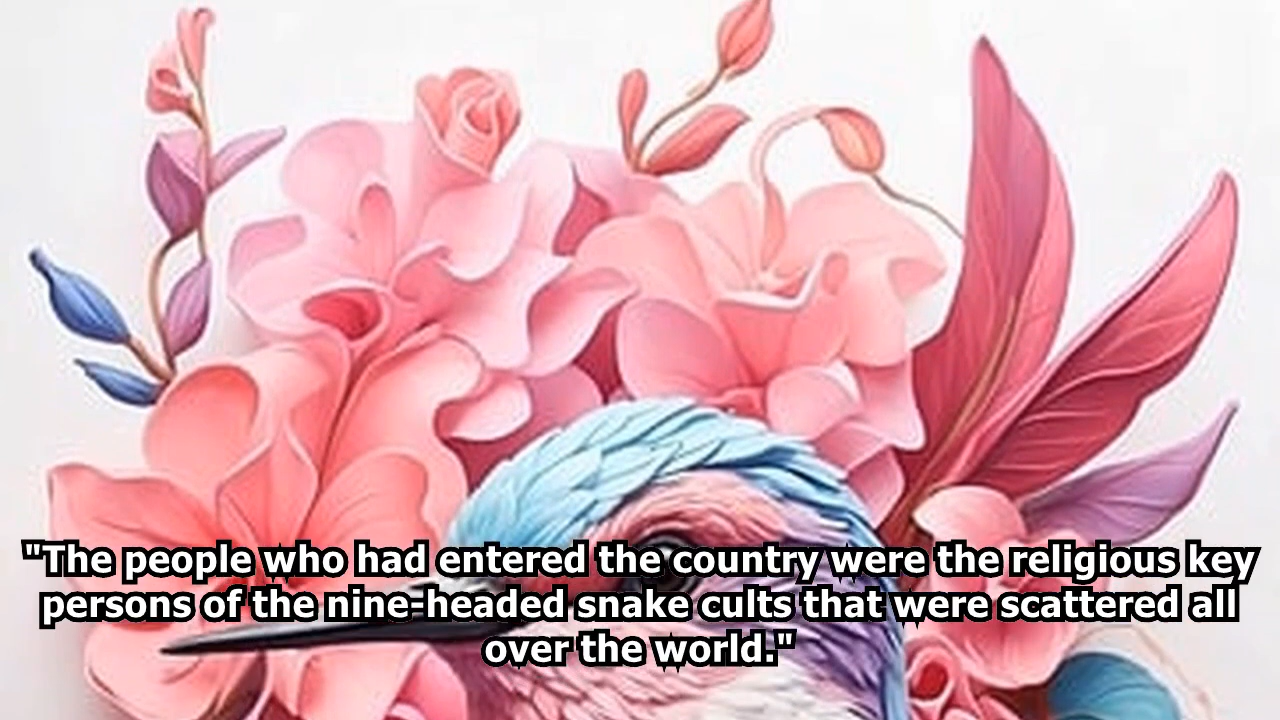 "The people who had entered the country were the religious key
persons of the nine-headed snake cults that were scattered all
over the world."